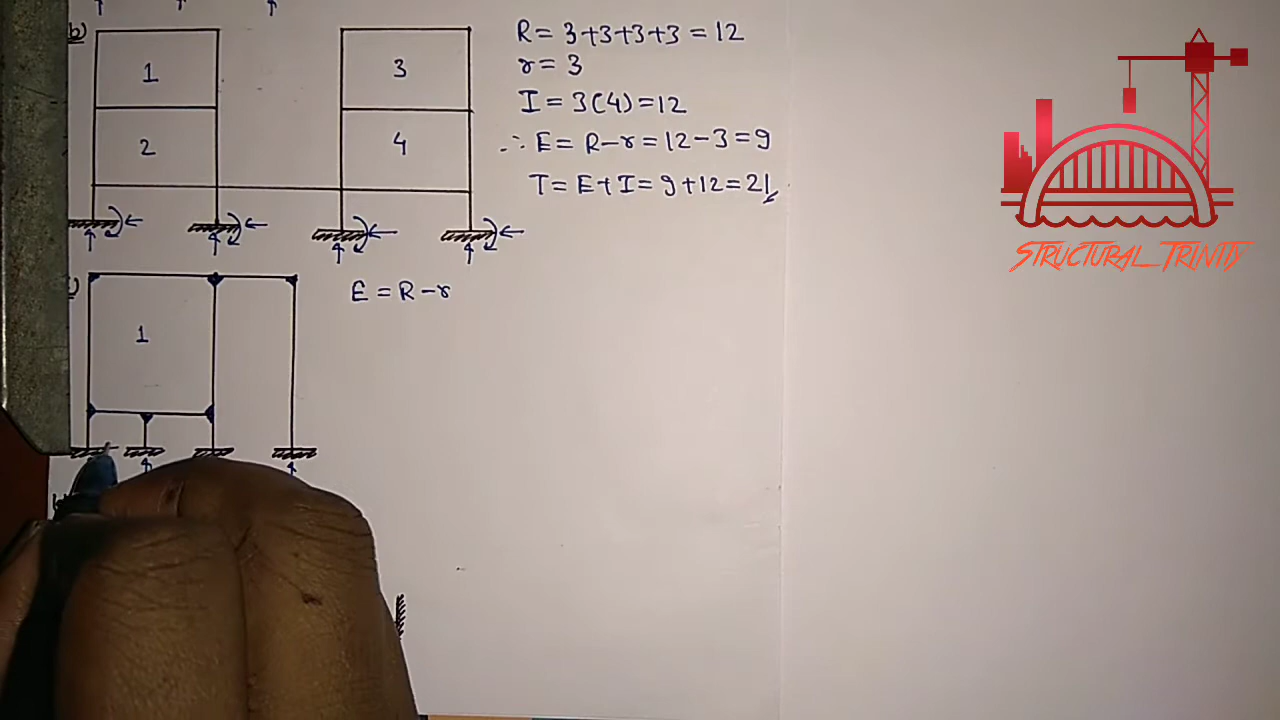 b)
1
3
2
4
R = 3+3+3+3 = 12
r = 3
I = 3(4) = 12
∴ E = R-r = 12-3 = 9
T = E+I = 9+12 = 21
STRUCTURAL_TRINITY
1
E = R-r